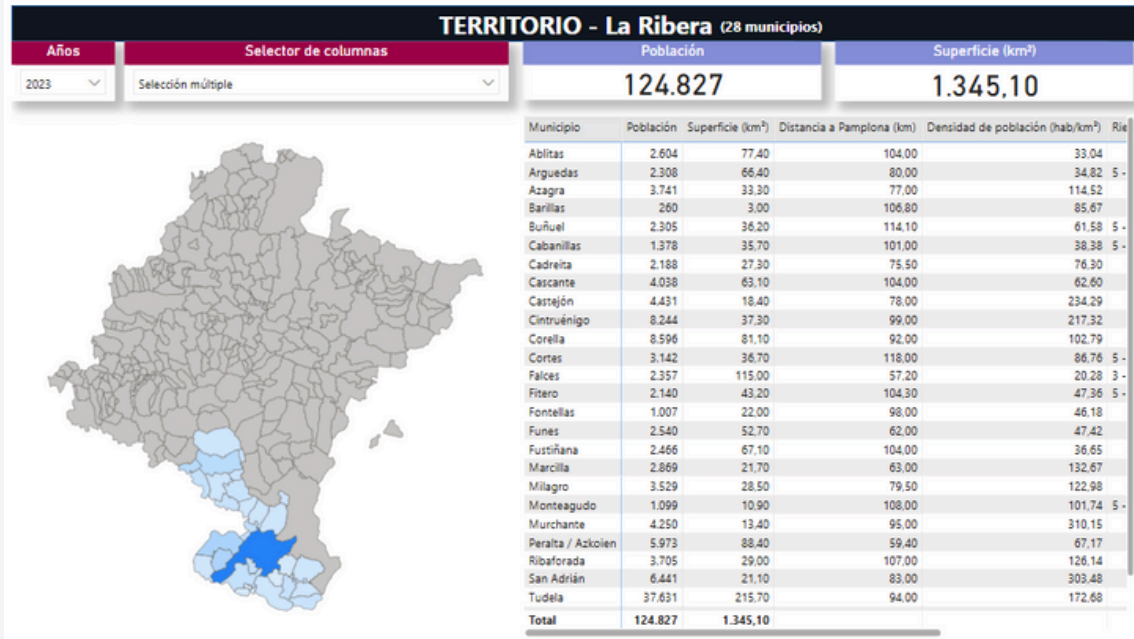 TERRITORIO - La Ribera (28 municipios)
Años Selector de columnas Población Superficie (km²)
2023 Selección múltiple 124.827 1.345,10
Municipio Población Superficie (km²) Distancia a Pamplona (km) Densidad de población (hab/km²) Rie
Ablitas 2.604 77,40 104,00 33,04
Arguedas 2.308 66,40 80,00 34,82 5 -
Azagra 3.741 33,30 77,00 114,52
Barillas 260 3,00 106,80 85,67
Buñuel 2.305 36,20 114,10 61,58 5 -
Cabanillas 1.378 35,70 101,00 38,38 5 -
Cadreita 2.188 27,30 75,50 76,30
Cascante 4.038 63,10 104,00 62,60
Castejón 4.431 18,40 78,00 234,29
Cintruénigo 8.244 37,30 99,00 217,32
Corella 8.596 81,10 92,00 102,79
Cortes 3.142 36,70 118,00 86,76 5 -
Falces 2.357 115,00 57,20 20,28 3 -
Fitero 2.140 43,20 104,30 47,36 5 -
Fontellas 1.007 22,00 98,00 46,18
Funes 2.540 52,70 62,00 47,42
Fustiñana 2.466 67,10 104,00 36,65
Marcilla 2.869 21,70 63,00 132,67
Milagro 3.529 28,50 79,50 122,98
Monteagudo 1.099 10,90 108,00 101,74 5 -
Murchante 4.250 13,40 95,00 310,15
Peralta / Azkoien 5.973 88,40 59,40 67,17
Ribaforada 3.705 29,00 107,00 126,14
San Adrián 6.441 21,10 83,00 303,48
Tudela 37.631 215,70 94,00 172,68
Total 124.827 1.345,10